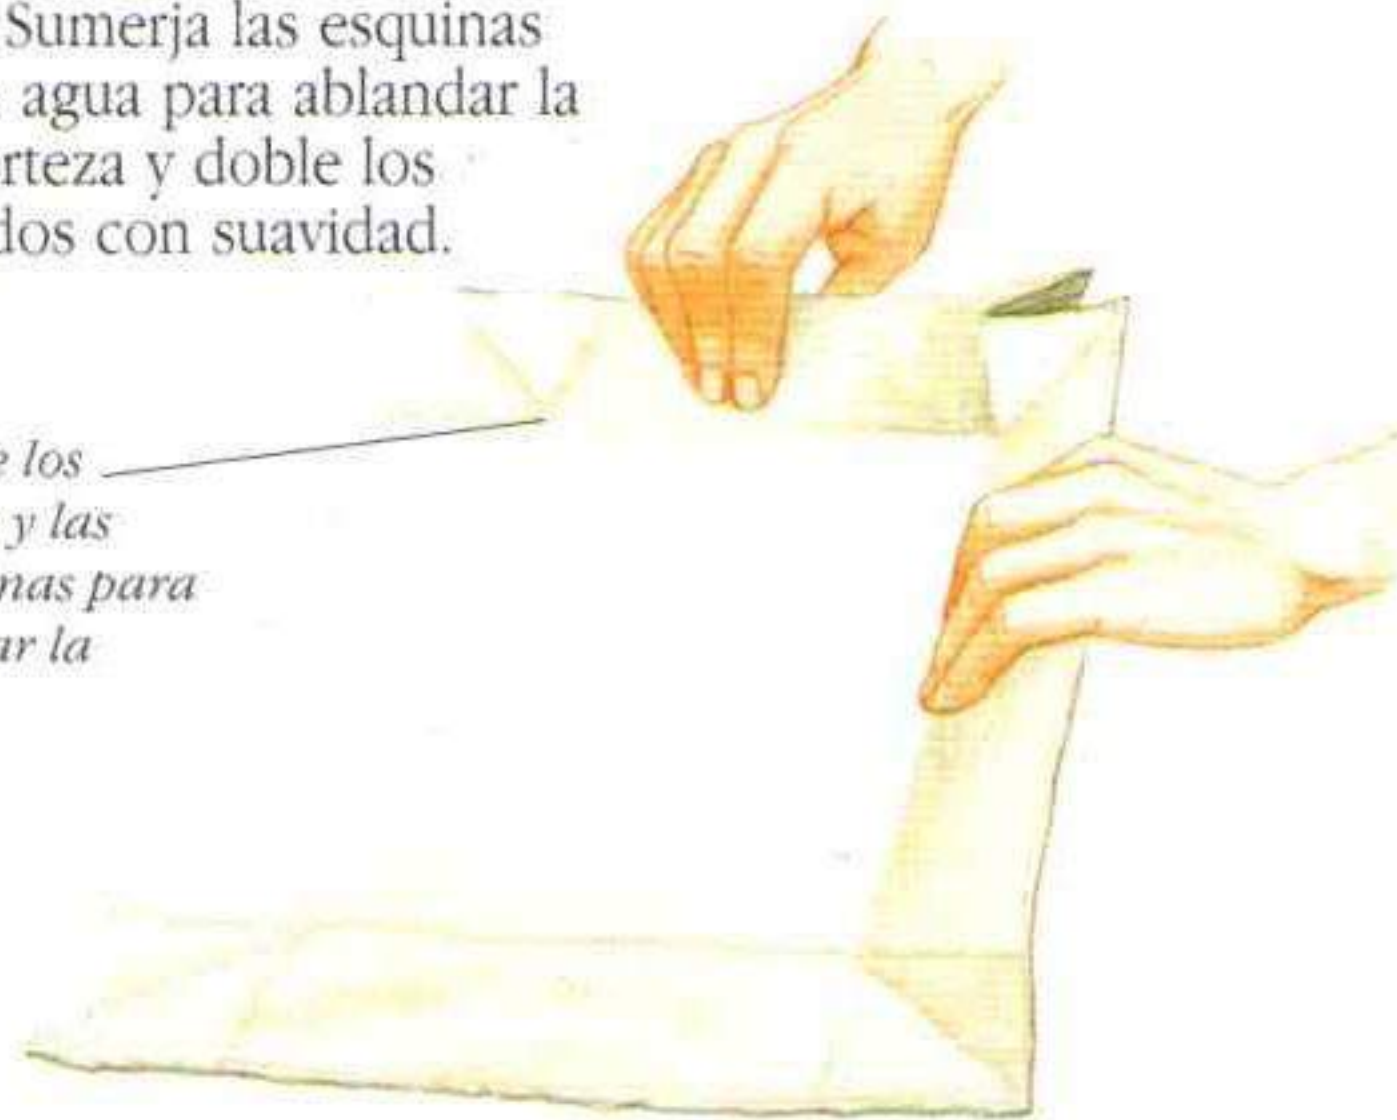 Sumerja las esquinas
agua para ablandar la
rteza y doble los
dos con suavidad.
e los
y las
nas para
ar la